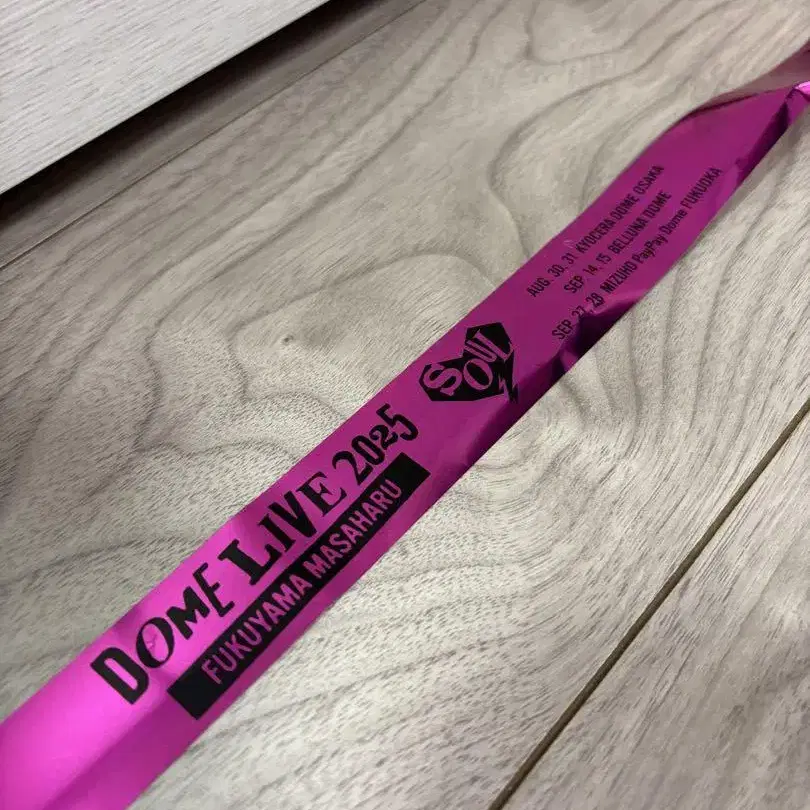 DOME LIVE 2025
FUKUYAMA MASAHARU
SOUL
AUG. 30, 31 KYOCERA DOME OSAKA
SEP 14, 15 BELLUNA DOME
SEP 27, 28 MIZUHO PayPay Dome FUKUOKA